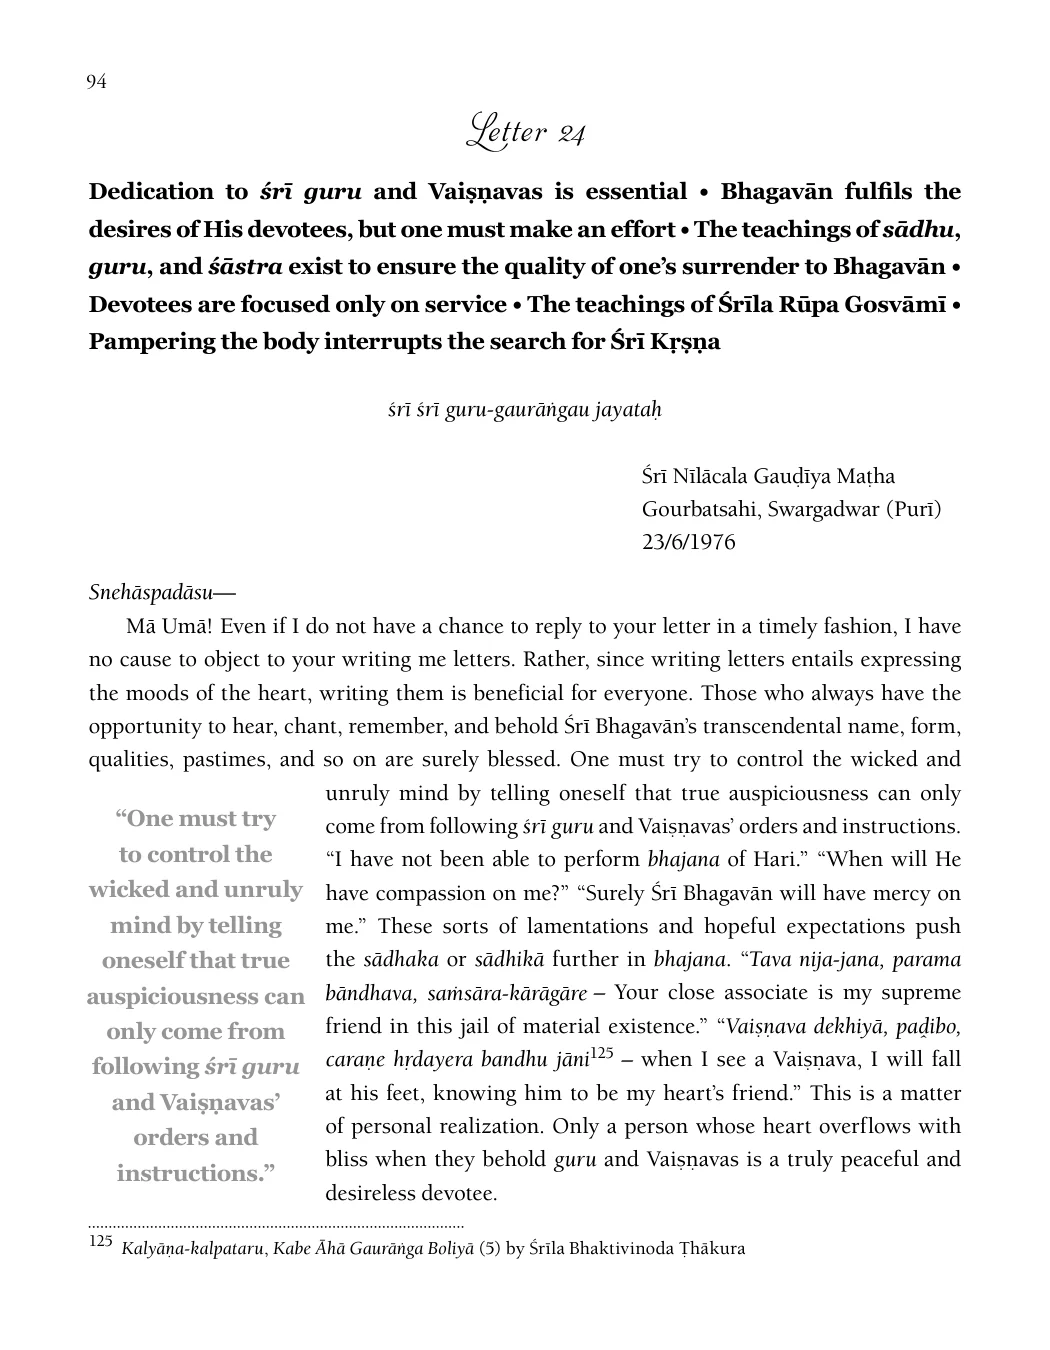 94
Letter 24
Dedication to śrī guru and Vaiṣṇavas is essential • Bhagavān fulfils the
desires of His devotees, but one must make an effort • The teachings of sādhu,
guru, and śāstra exist to ensure the quality of one’s surrender to Bhagavān •
Devotees are focused only on service • The teachings of Śrīla Rūpa Gosvāmī •
Pampering the body interrupts the search for Śrī Kṛṣṇa
śrī śrī guru-gaurāṅgau jayataḥ
Śrī Nīlācala Gauḍīya Maṭha
Gourbatsahi, Swargadwar (Purī)
23/6/1976
Snehāspadāsu—
Mā Umā! Even if I do not have a chance to reply to your letter in a timely fashion, I have
no cause to object to your writing me letters. Rather, since writing letters entails expressing
the moods of the heart, writing them is beneficial for everyone. Those who always have the
opportunity to hear, chant, remember, and behold Śrī Bhagavān’s transcendental name, form,
qualities, pastimes, and so on are surely blessed. One must try to control the wicked and
unruly mind by telling oneself that true auspiciousness can only
come from following śrī guru and Vaiṣṇavas’ orders and instructions.
“I have not been able to perform bhajana of Hari.” “When will He
have compassion on me?” “Surely Śrī Bhagavān will have mercy on
me.” These sorts of lamentations and hopeful expectations push
the sādhaka or sādhikā further in bhajana. “Tava nija-jana, parama
bāndhava, saṁsāra-kārāgāre – Your close associate is my supreme
friend in this jail of material existence.” “Vaiṣṇava dekhiyā, paḓibo,
caraṇe hṛdayera bandhu jāni125 – when I see a Vaiṣṇava, I will fall
at his feet, knowing him to be my heart’s friend.” This is a matter
of personal realization. Only a person whose heart overflows with
bliss when they behold guru and Vaiṣṇavas is a truly peaceful and
desireless devotee.
“One must try
to control the
wicked and unruly
mind by telling
oneself that true
auspiciousness can
only come from
following śrī guru
and Vaiṣṇavas’
orders and
instructions.”
125 Kalyāṇa-kalpataru, Kabe Āhā Gaurāṅga Boliyā (5) by Śrīla Bhaktivinoda Ṭhākura